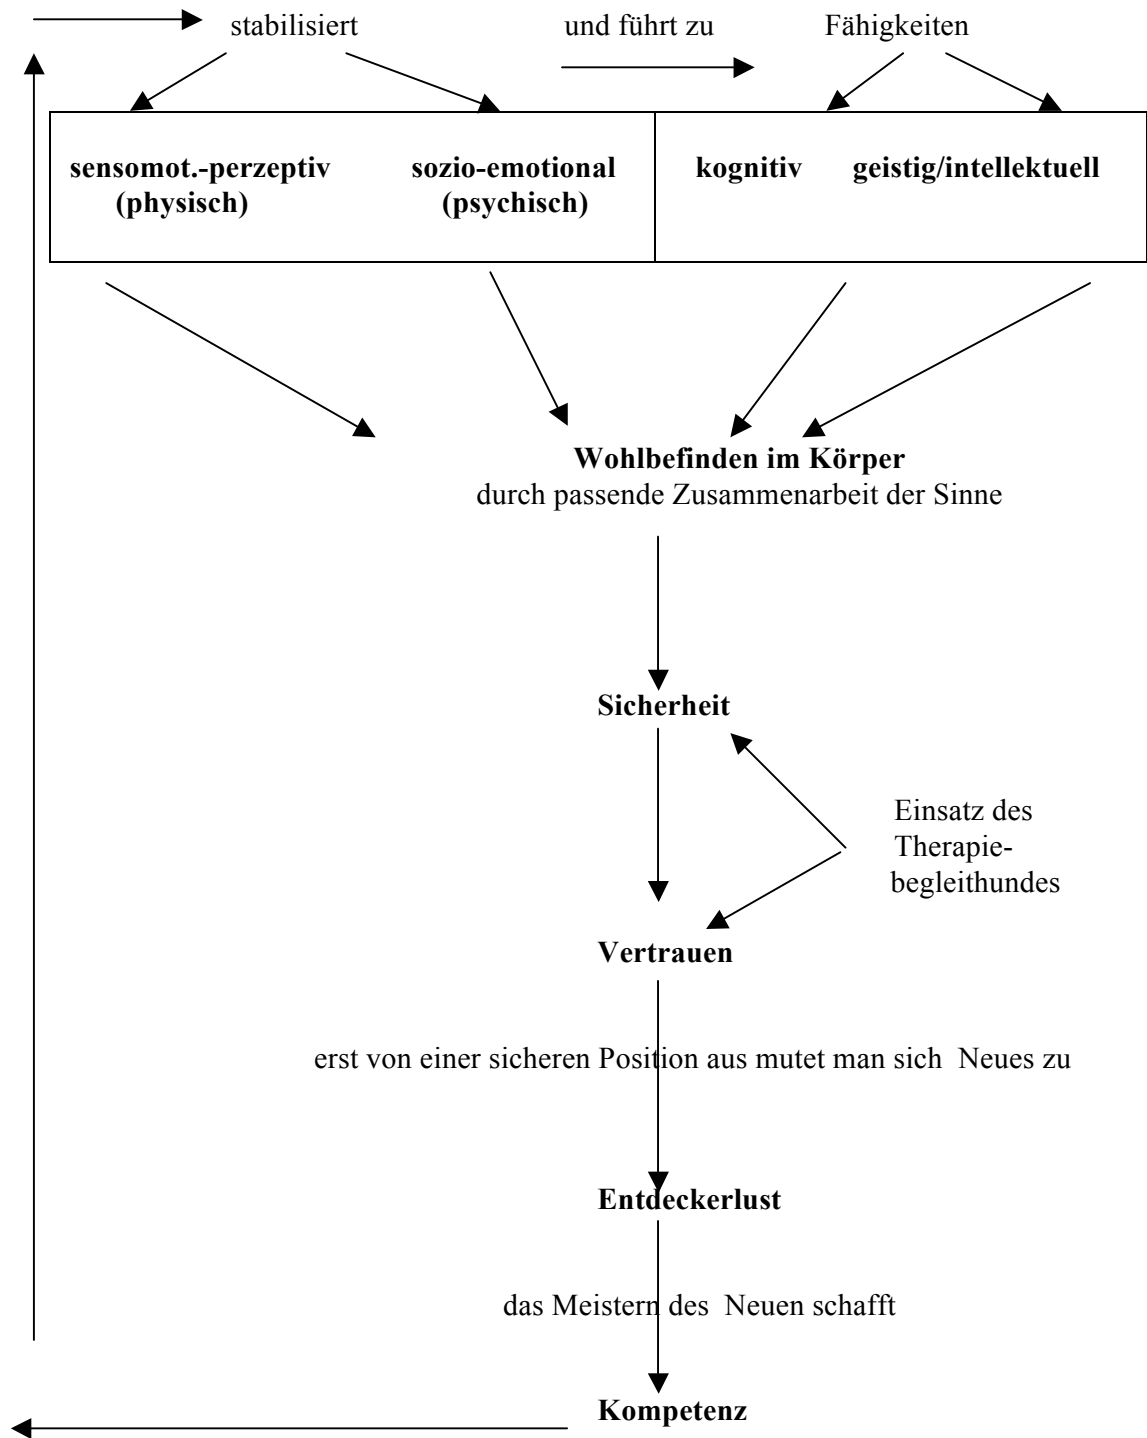 stabilisiert und führt zu Fähigkeiten
sensomot.-perzeptiv sozio-emotional kognitiv geistig/intellektuell
(physisch) (psychisch)
Wohlbefinden im Körper
durch passende Zusammenarbeit der Sinne
Sicherheit
Einsatz des
Therapie-
begleithundes
Vertrauen
erst von einer sicheren Position aus mutet man sich Neues zu
Entdeckerlust
das Meistern des Neuen schafft
Kompetenz